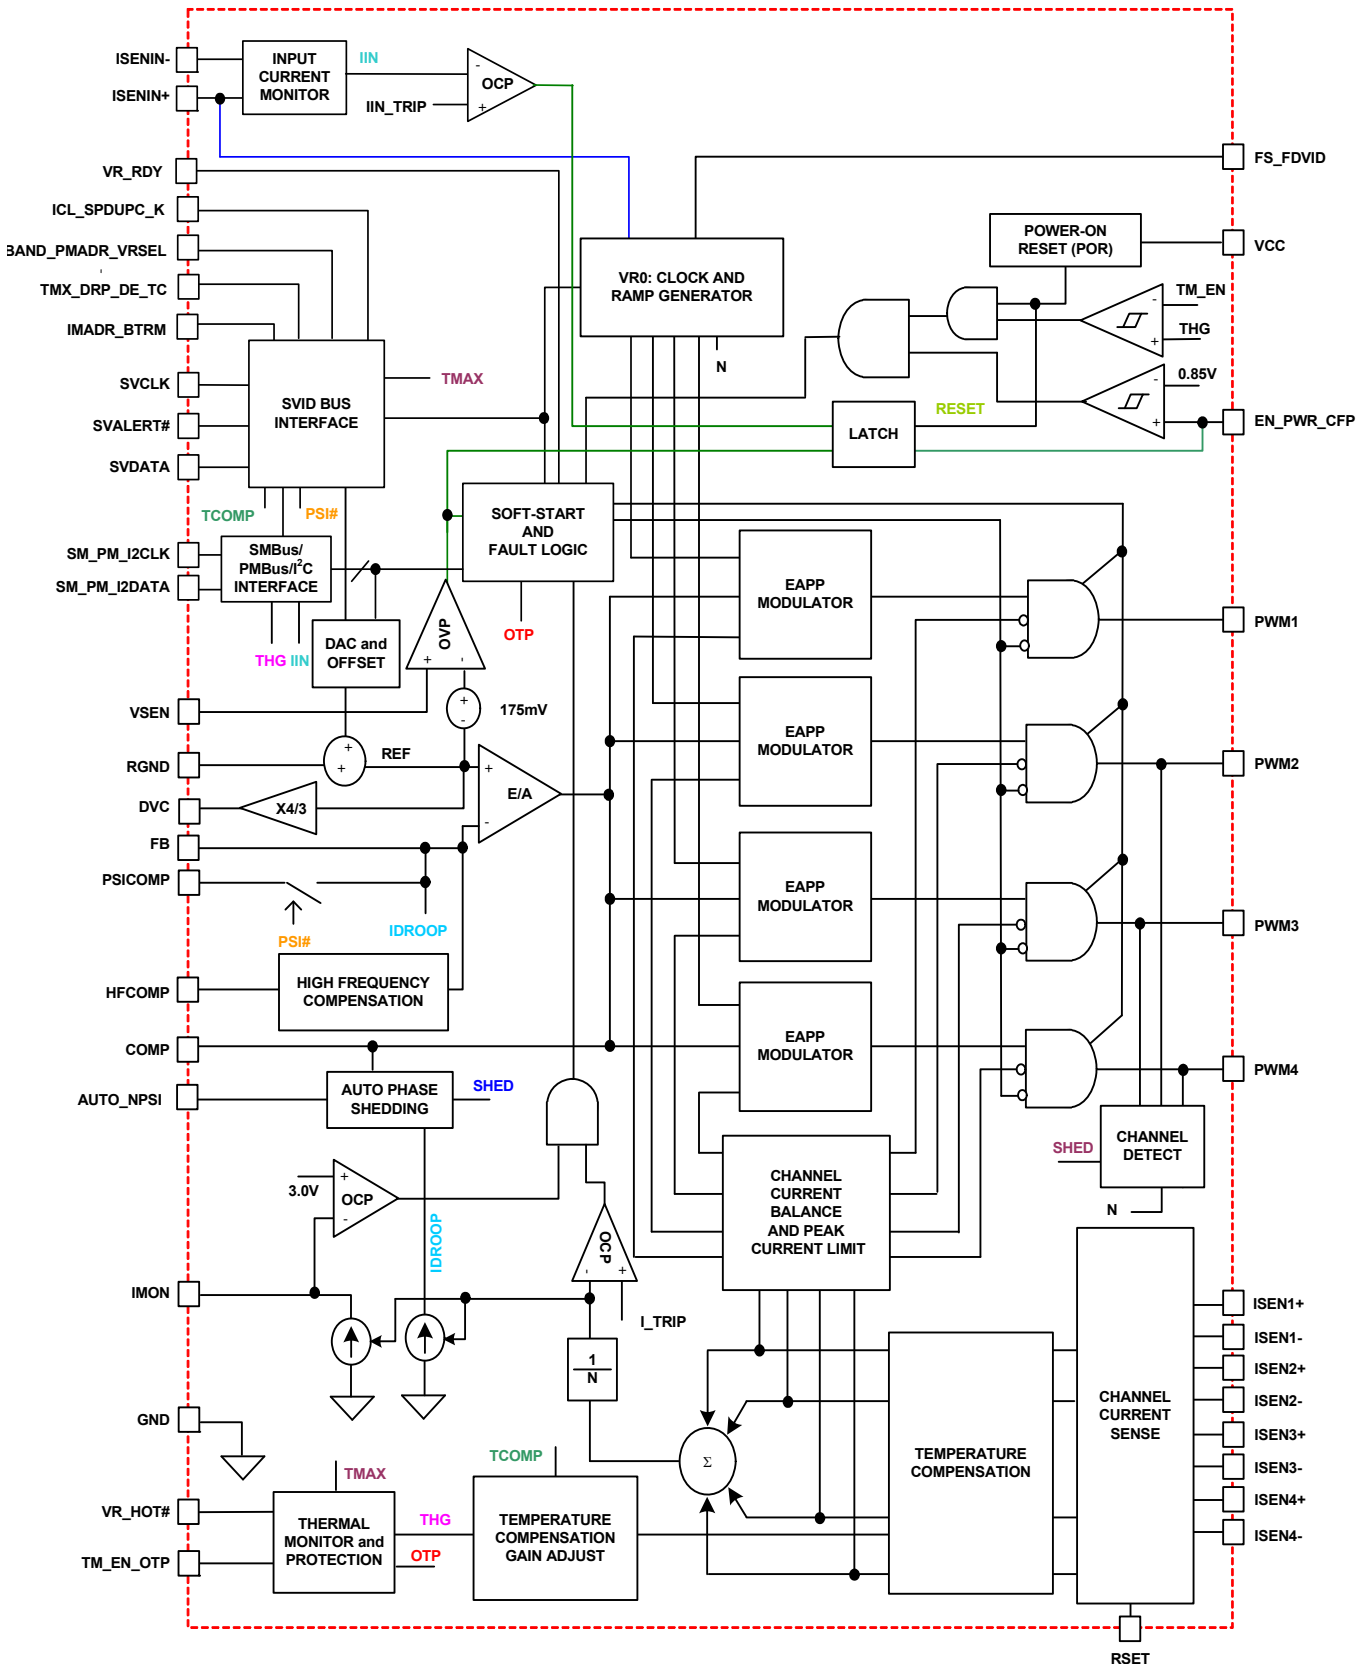 ISENIN-
ISENIN+
INPUT
CURRENT
MONITOR
IIN
-
OCP
+
IIN_TRIP
VR_RDY
ICL_SPDUPC_K
BAND_PMADR_VRSEL
TMX_DRP_DE_TC
IMADR_BTRM
SVCLK
SVALERT#
SVDATA
SVID BUS
INTERFACE
TMAX
TCOMP
PSI#
VR0: CLOCK AND
RAMP GENERATOR
N
FS_FDVID
POWER-ON
RESET (POR)
VCC
-
TM_EN
THG
+
-
0.85V
+
EN_PWR_CFP
RESET
LATCH
SM_PM_I2CLK
SM_PM_I2DATA
SMBus/
PMBus/I2C
INTERFACE
THG
IIN
DAC and
OFFSET
SOFT-START
AND
FAULT LOGIC
OTP
OVP
+
-
+
-
175mV
VSEN
RGND
+
+
REF
DVC
X4/3
+
E/A
-
FB
PSICOMP
PSI#
IDROOP
HFCOMP
HIGH FREQUENCY
COMPENSATION
COMP
AUTO_NPSI
AUTO PHASE
SHEDDING
SHED
EAPP
MODULATOR
EAPP
MODULATOR
EAPP
MODULATOR
EAPP
MODULATOR
PWM1
PWM2
PWM3
PWM4
CHANNEL
DETECT
SHED
N
CHANNEL
CURRENT
BALANCE
AND PEAK
CURRENT LIMIT
3.0V
+
OCP
-
IDROOP
OCP
-
+
I_TRIP
IMON
1
N
GND
Σ
TEMPERATURE
COMPENSATION
CHANNEL
CURRENT
SENSE
ISEN1+
ISEN1-
ISEN2+
ISEN2-
ISEN3+
ISEN3-
ISEN4+
ISEN4-
RSET
VR_HOT#
TM_EN_OTP
TMAX
THERMAL
MONITOR and
PROTECTION
THG
OTP
TCOMP
TEMPERATURE
COMPENSATION
GAIN ADJUST